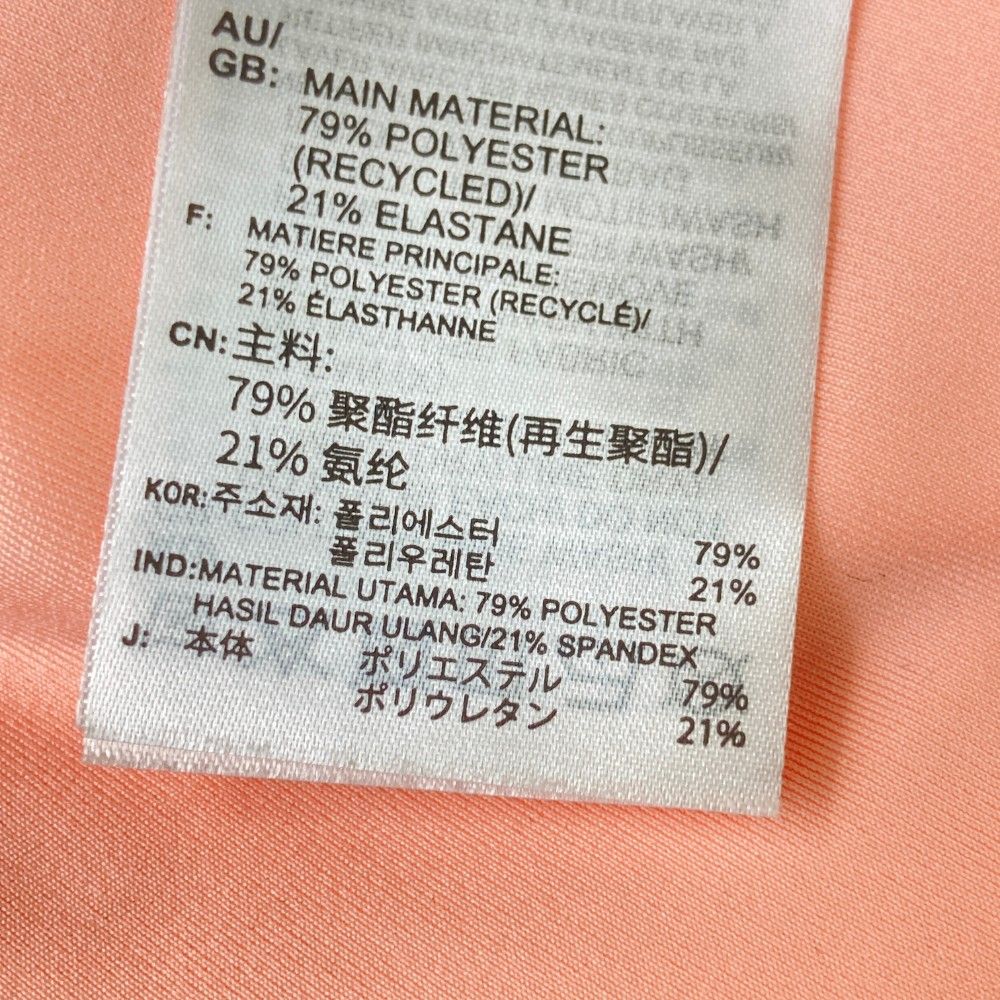 AU/
GB: MAIN MATERIAL:
79% POLYESTER
(RECYCLED)/
21% ELASTANE
F: MATIERE PRINCIPALE:
79% POLYESTER (RECYCLÉ)/
21% ÉLASTHANNE
CN: 主料:
79% 聚酯纤维(再生聚酯)/
21% 氨纶
KOR: 주소재: 폴리에스터 79%
폴리우레탄 21%
IND: MATERIAL UTAMA: 79% POLYESTER
HASIL DAUR ULANG/21% SPANDEX
J: 本体 ポリエステル 79%
ポリウレタン 21%